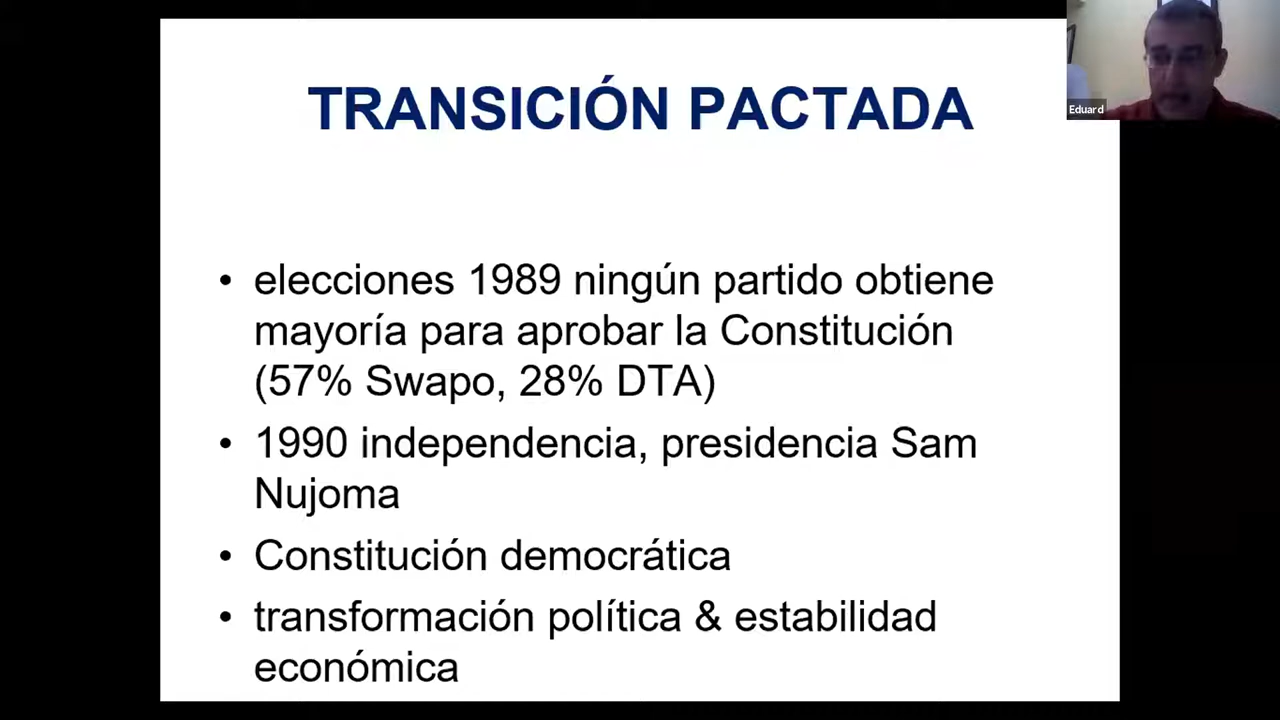 TRANSICIÓN PACTADA
Eduard
• elecciones 1989 ningún partido obtiene
mayoría para aprobar la Constitución
(57% Swapo, 28% DTA)
• 1990 independencia, presidencia Sam
Nujoma
• Constitución democrática
• transformación política & estabilidad
económica